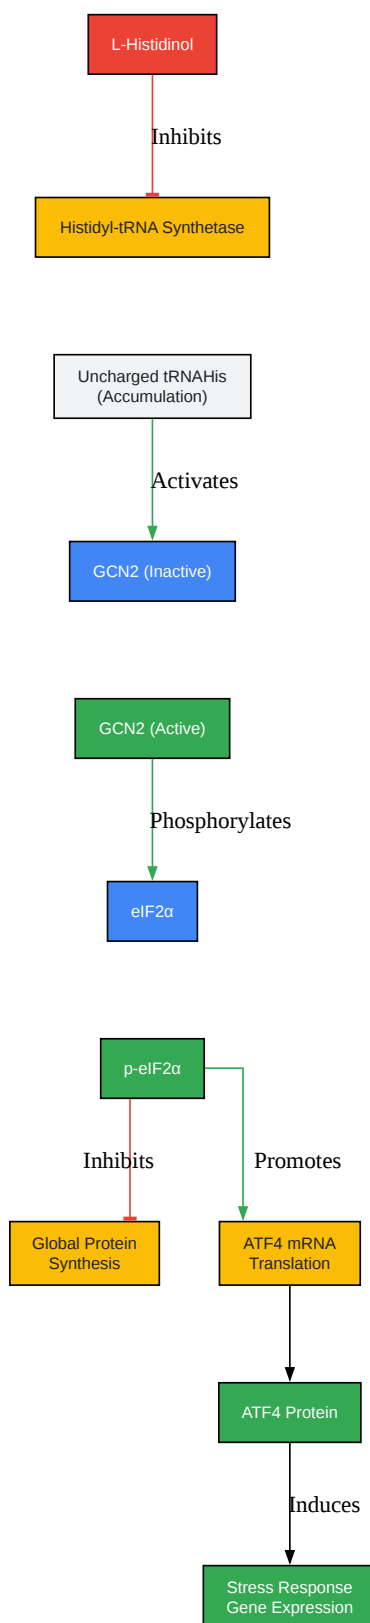 L-Histidinol
Inhibits
Histidyl-tRNA Synthetase
Uncharged tRNAHis
(Accumulation)
Activates
GCN2 (Inactive)
GCN2 (Active)
Phosphorylates
eIF2α
p-eIF2α
Inhibits
Promotes
Global Protein
Synthesis
ATF4 mRNA
Translation
ATF4 Protein
Induces
Stress Response
Gene Expression